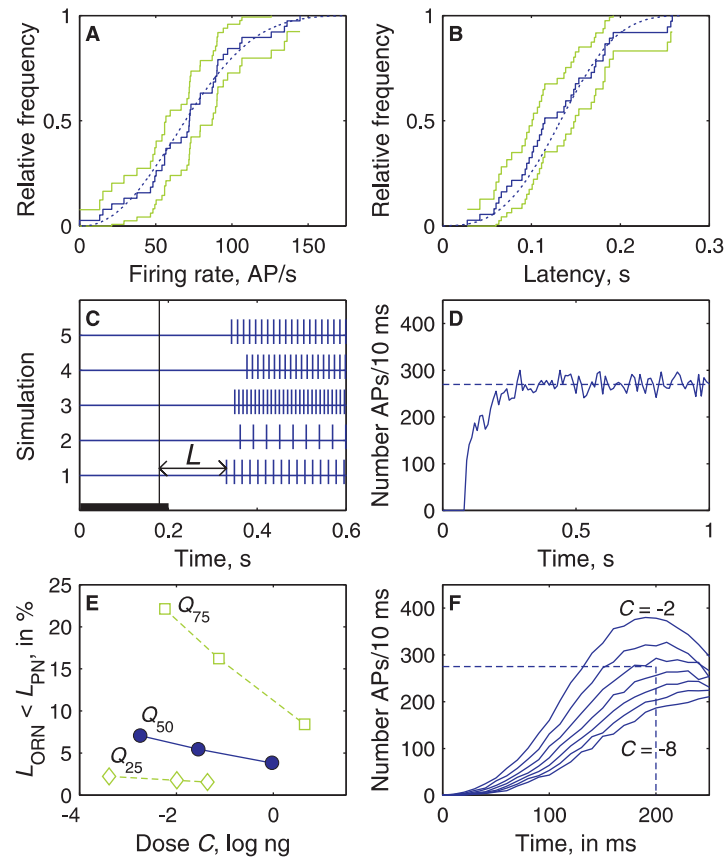 A
Relative frequency
1
0.5
0
0
50
100
150
Firing rate, AP/s
B
Relative frequency
1
0.5
0
0
0.1
0.2
0.3
Latency, s
C
Simulation
5
4
3
2
1
L
0
0.2
0.4
0.6
Time, s
D
Number APs/10 ms
400
300
200
100
0
0
0.5
1
Time, s
E
L_ORN < L_PN, in %
25
20
15
10
5
0
Q_75
Q_50
Q_25
-4
-2
0
Dose C, log ng
F
Number APs/10 ms
400
300
200
100
0
C = -2
C = -8
0
100
200
Time, in ms